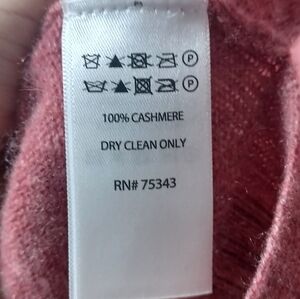 P
P
100% CASHMERE
DRY CLEAN ONLY
RN# 75343